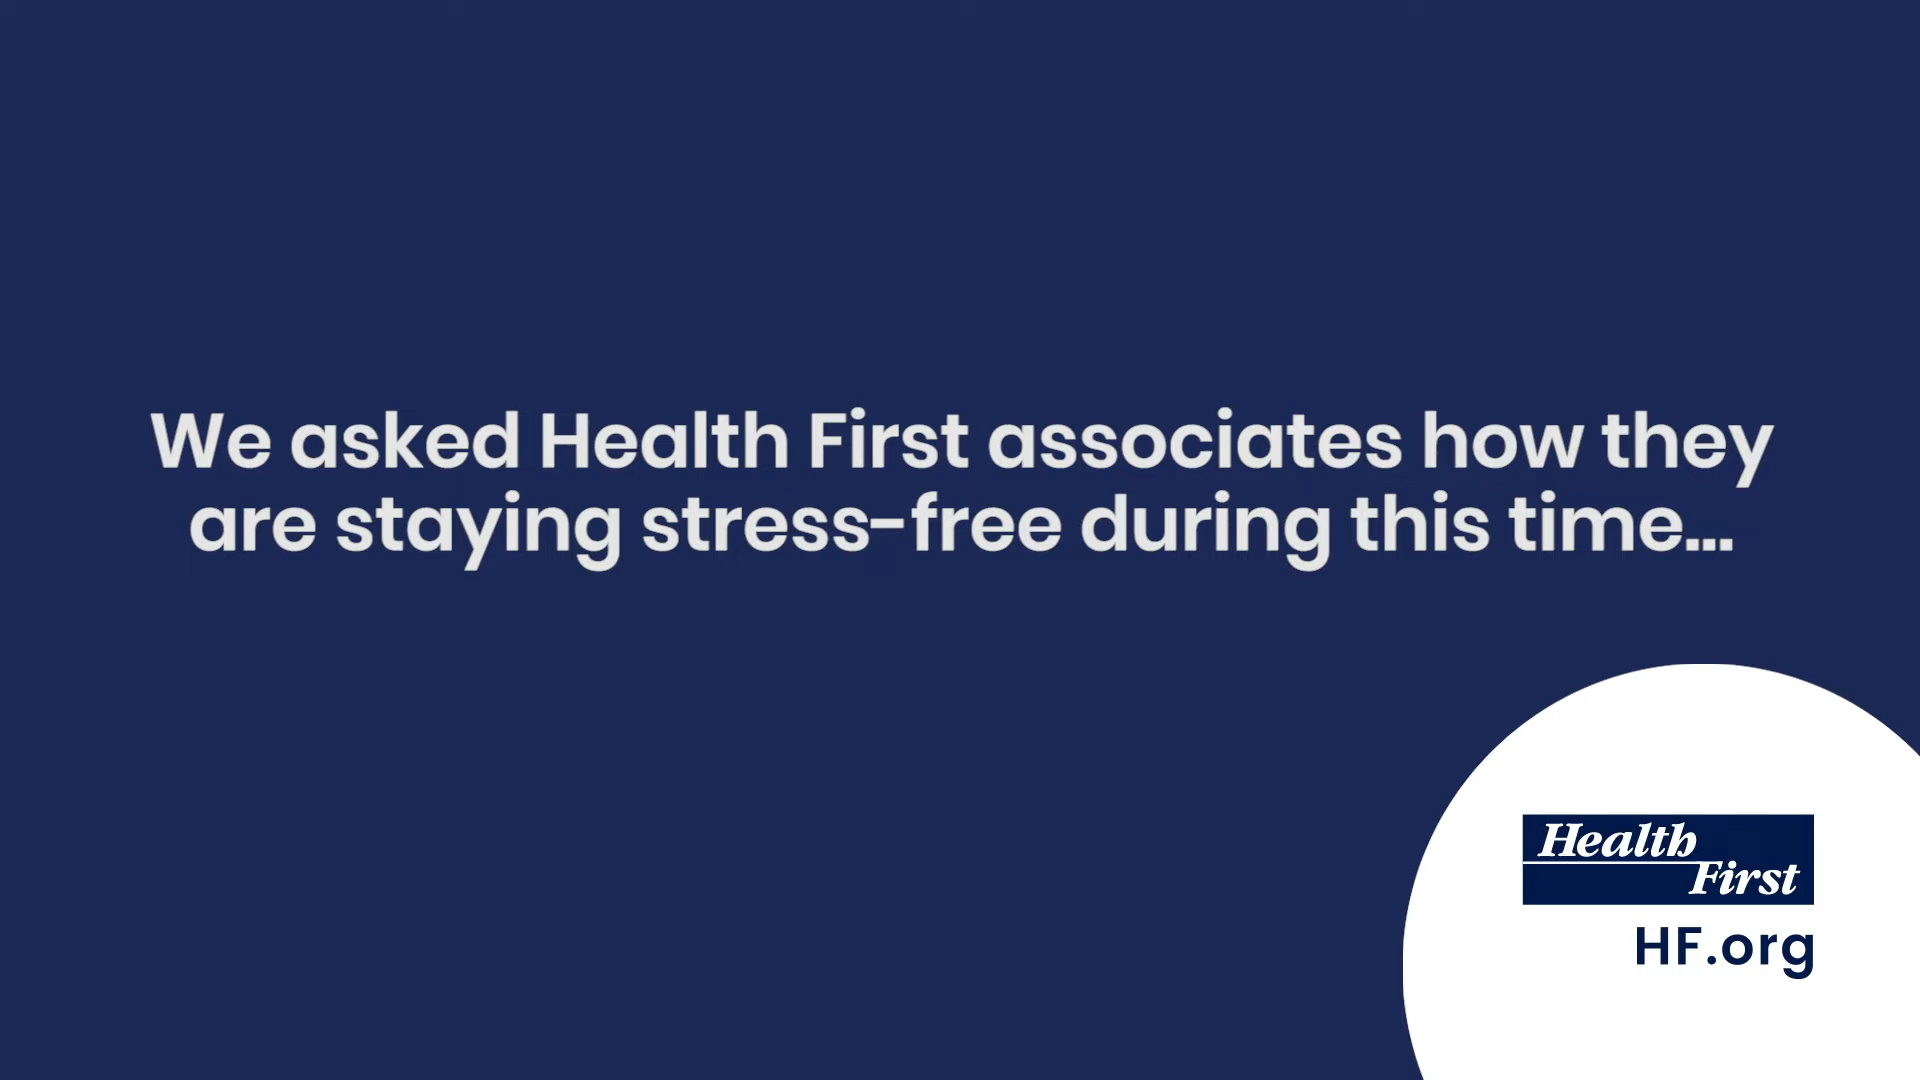 We asked Health First associates how they
are staying stress-free during this time...
Health
First
HF.org